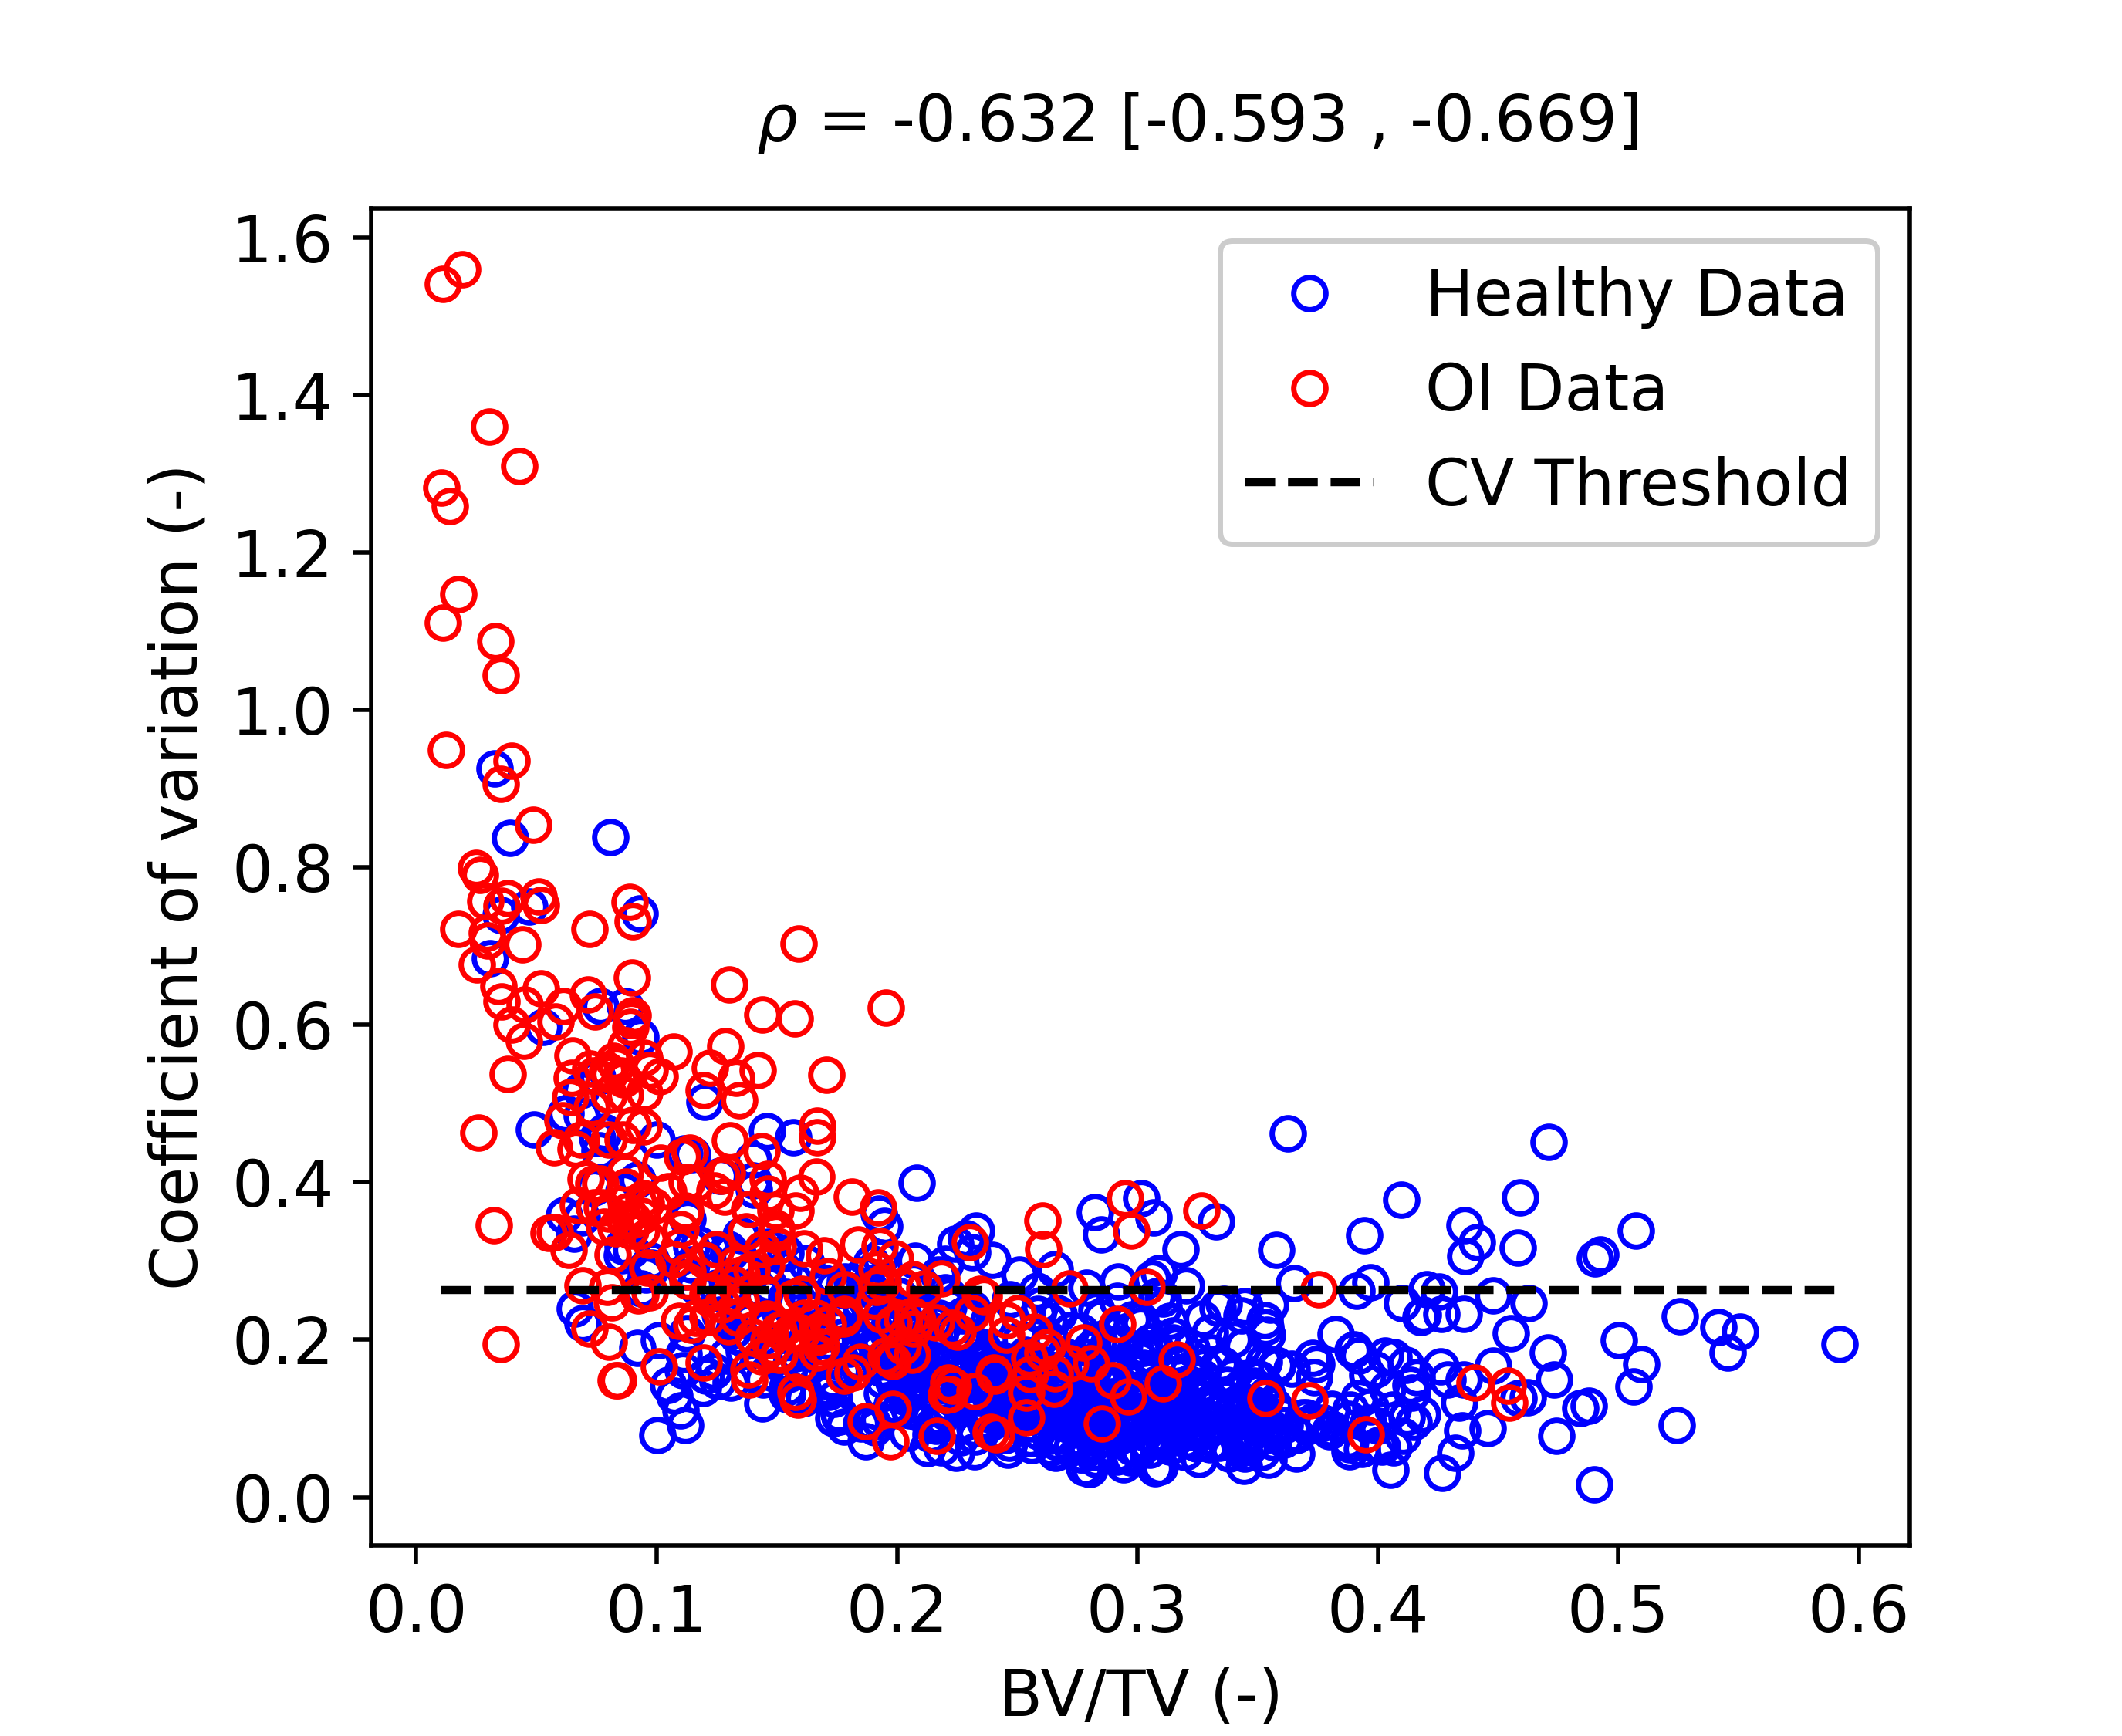 ρ = -0.632 [-0.593 , -0.669]
1.6
1.4
1.2
1.0
0.8
0.6
0.4
0.2
0.0
Coefficient of variation (-)
Healthy Data
OI Data
CV Threshold
0.0 0.1 0.2 0.3 0.4 0.5 0.6
BV/TV (-)